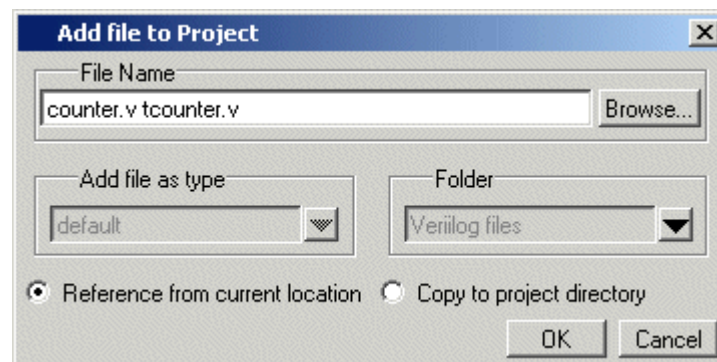 Add file to Project
File Name
counter.v tcounter.v Browse...
Add file as type Folder
default Veriilog files
Reference from current location Copy to project directory
OK Cancel